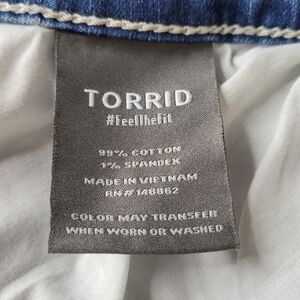 TORRID
#FeelTheFit
99% COTTON
1% SPANDEX
MADE IN VIETNAM
RN#148862
COLOR MAY TRANSFER
WHEN WORN OR WASHED